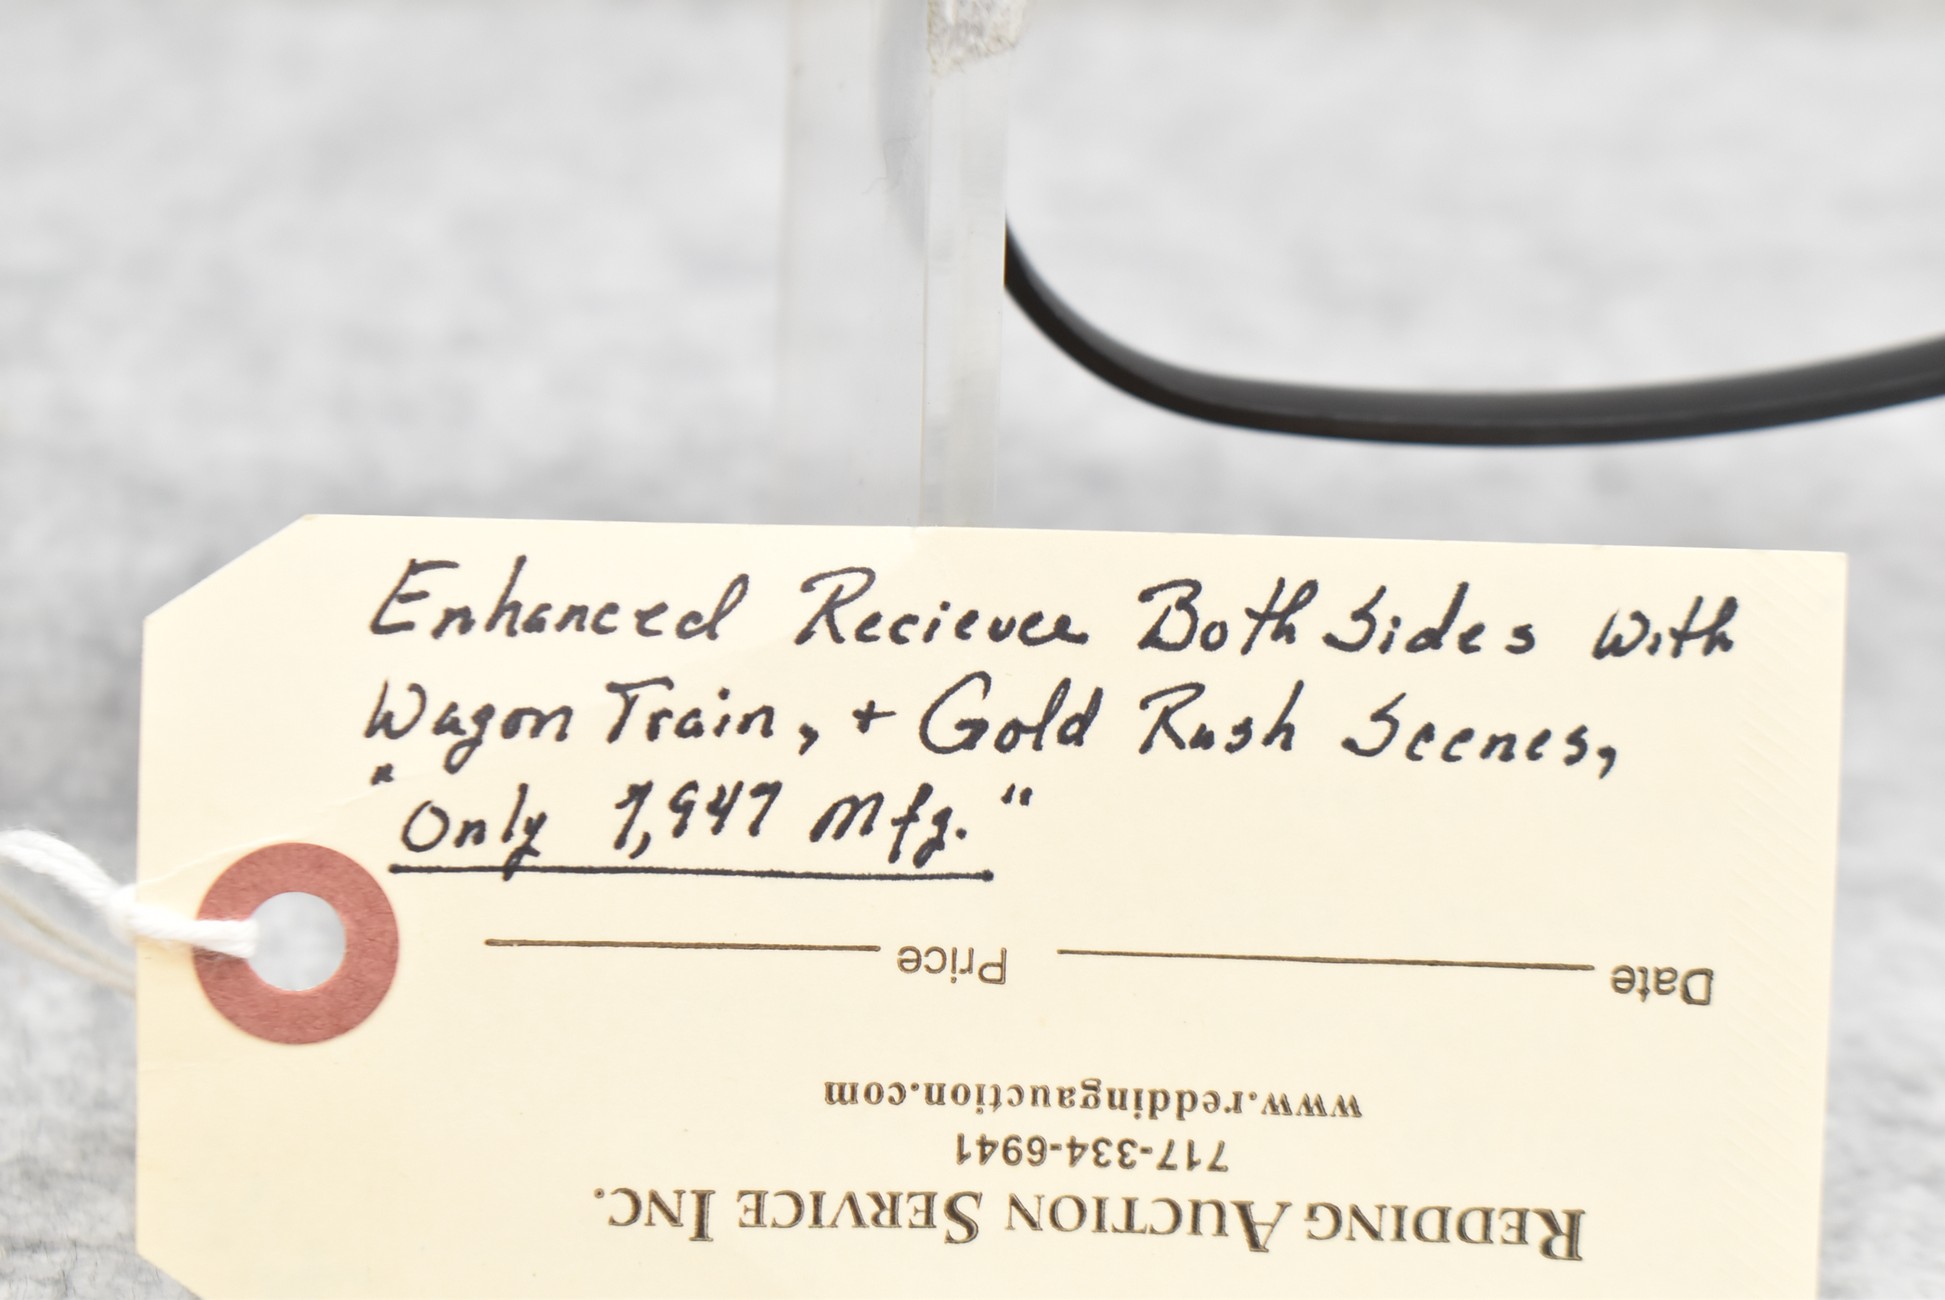 Enhanced Reciever Both Sides with
Wagon Train, + Gold Rush Scenes,
"Only 7,947 Mfg."
REDDING AUCTION SERVICE INC.
717-334-6941
www.reddingauction.com
Date Price